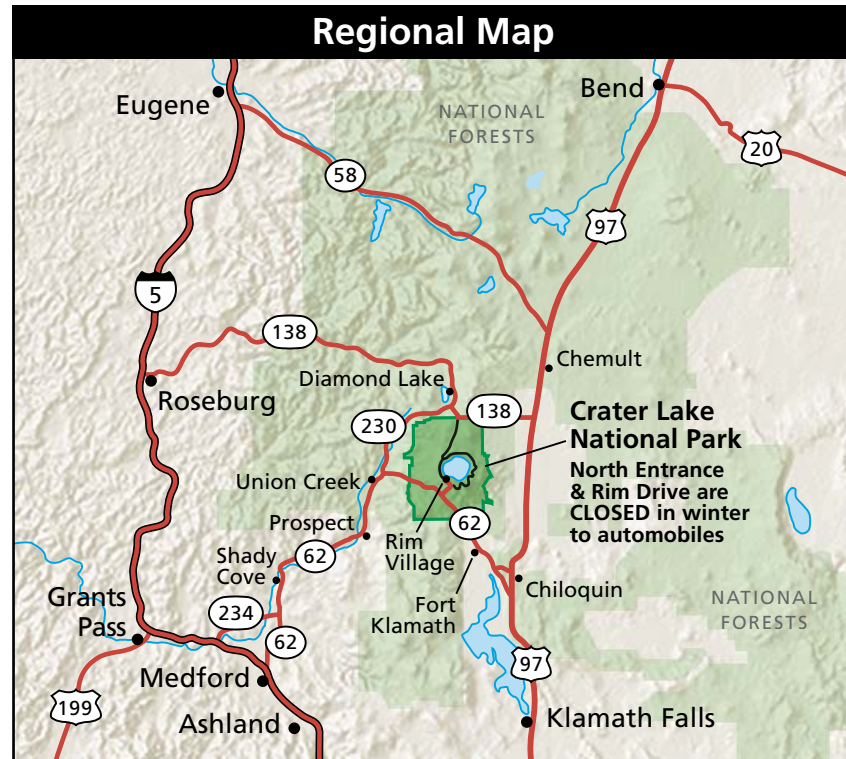 Regional Map
Bend
Eugene
NATIONAL
FORESTS
20
58
97
5
138
Chemult
Diamond Lake
Roseburg
138
Crater Lake
National Park
230
North Entrance
& Rim Drive are
CLOSED in winter
to automobiles
Union Creek
62
Prospect
Rim
Village
62
Shady
Cove
Chiloquin
Grants
Pass
234
Fort
Klamath
NATIONAL
FORESTS
62
97
Medford
199
Ashland
Klamath Falls